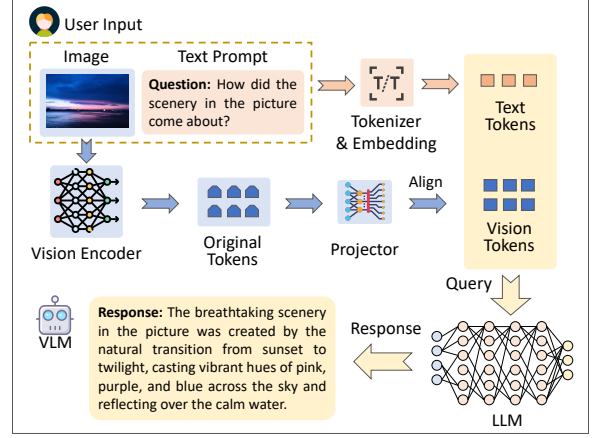 User Input
Image
Text Prompt
Question: How did the
scenery in the picture
come about?
T/T
Tokenizer
& Embedding
Text
Tokens
Vision Encoder
Original
Tokens
Projector
Align
Vision
Tokens
Query
VLM
Response: The breathtaking scenery
in the picture was created by the
natural transition from sunset to
twilight, casting vibrant hues of pink,
purple, and blue across the sky and
reflecting over the calm water.
Response
LLM